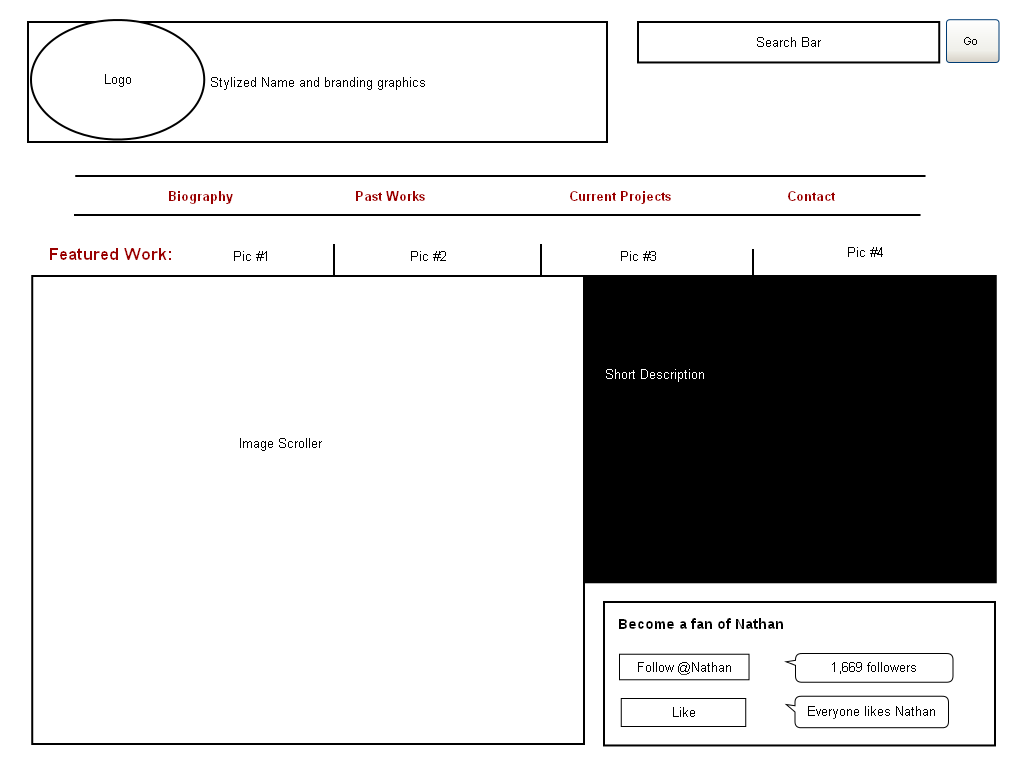 Logo
Stylized Name and branding graphics
Search Bar
Go
Biography
Past Works
Current Projects
Contact
Featured Work:
Pic #1
Pic #2
Pic #3
Pic #4
Image Scroller
Short Description
Become a fan of Nathan
Follow @Nathan
1,669 followers
Like
Everyone likes Nathan